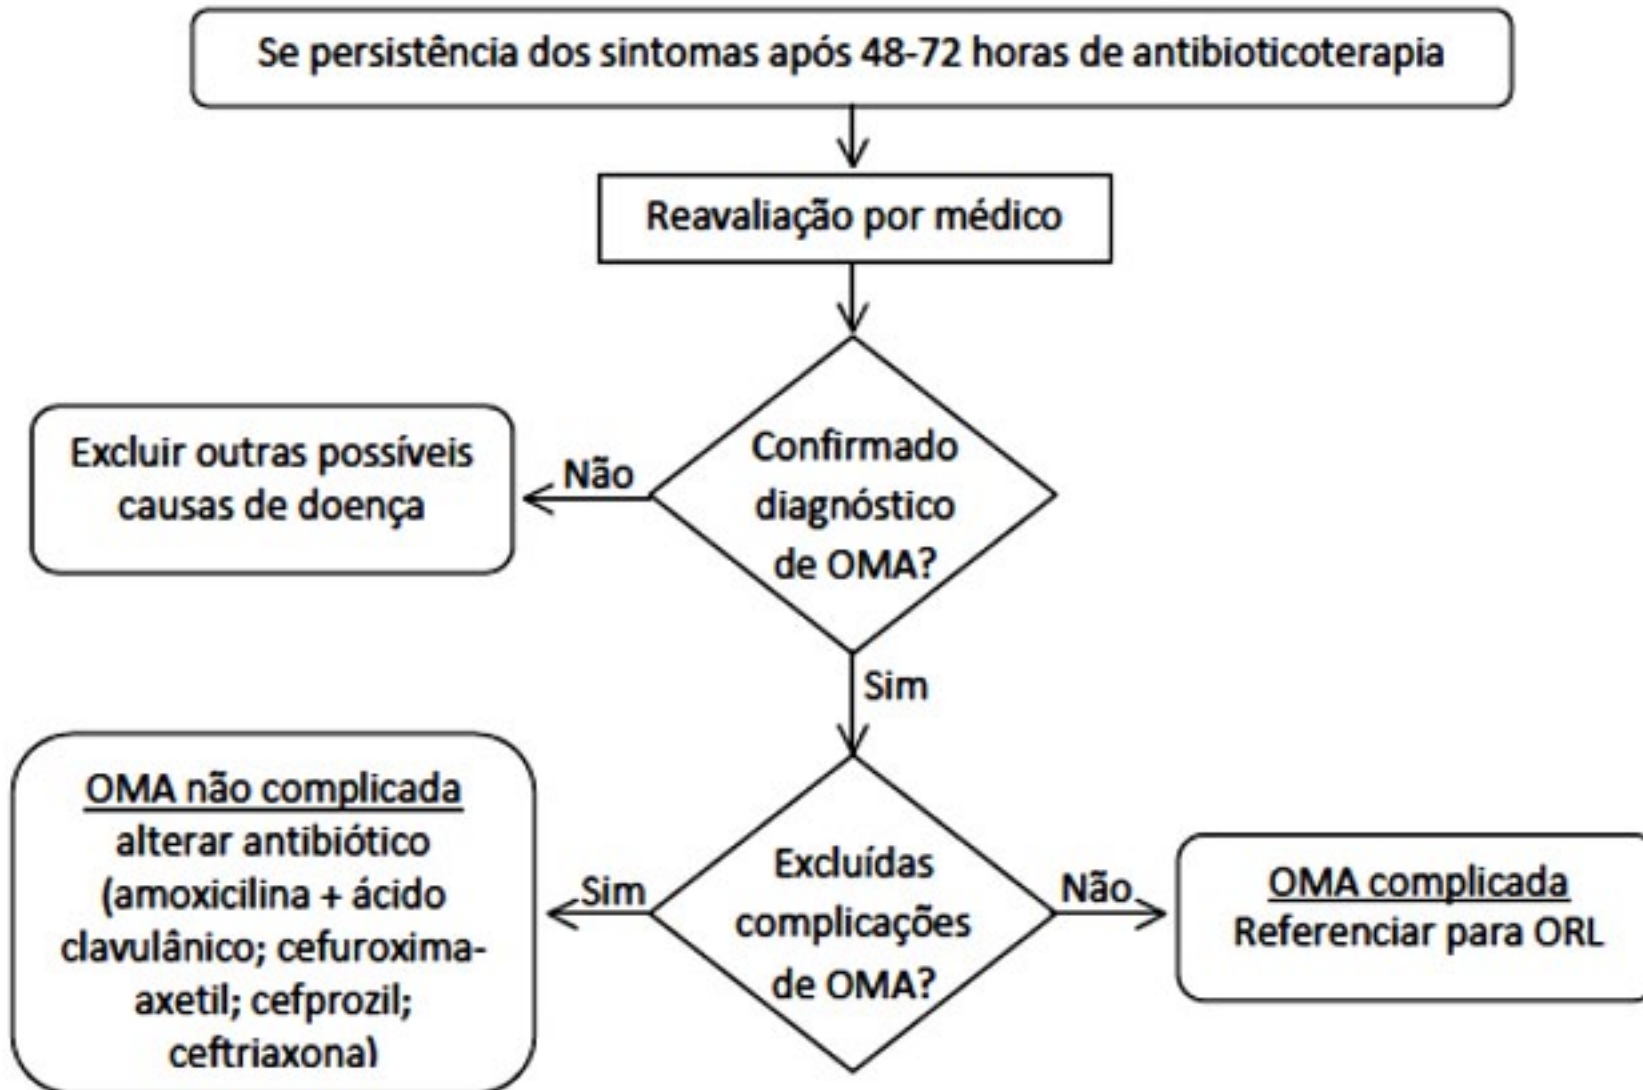 Se persistência dos sintomas após 48-72 horas de antibioticoterapia
Reavaliação por médico
Confirmado
diagnóstico
de OMA?
Não
Excluir outras possíveis
causas de doença
Sim
Excluídas
complicações
de OMA?
Sim
OMA não complicada
alterar antibiótico
(amoxicilina + ácido
clavulânico; cefuroxima-
axetil; cefprozil;
ceftriaxona)
Não
OMA complicada
Referenciar para ORL